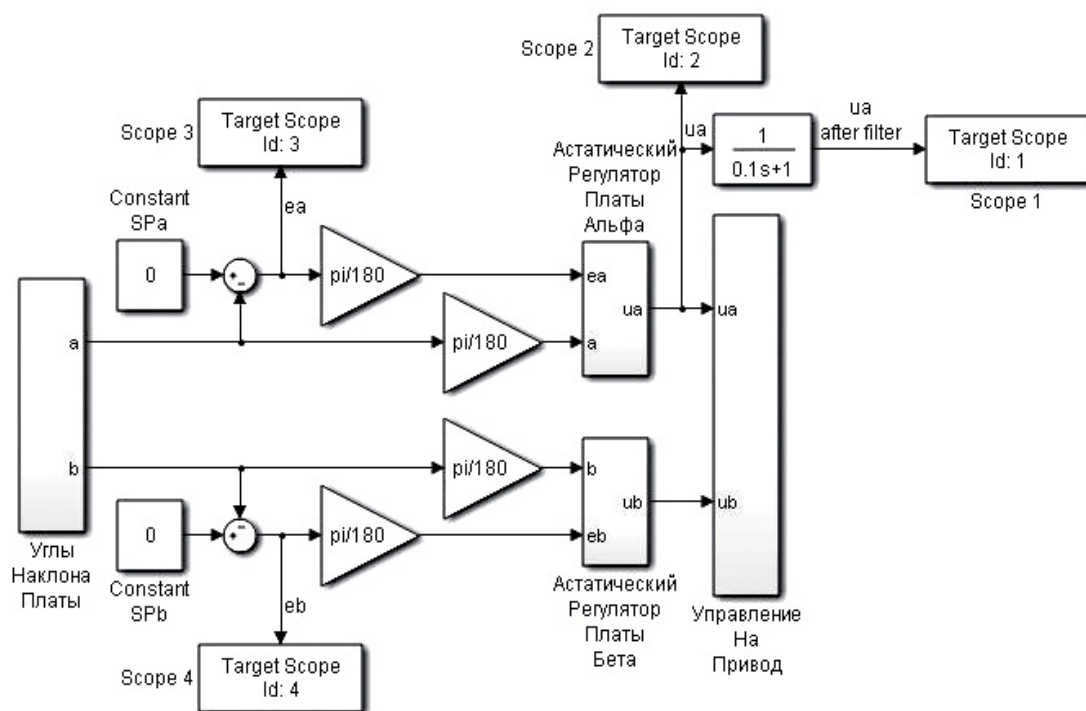 Scope 2
Target Scope
Id: 2
Scope 3
Target Scope
Id: 3
ua
1
0.1s+1
ua
after filter
Target Scope
Id: 1
Scope 1
Constant
SPa
0
+
-
ea
pi/180
Астатический
Регулятор
Платы
Альфа
ea
ua
a
ua
a
pi/180
b
pi/180
b
ub
eb
ub
0
Constant
SPb
+
-
pi/180
eb
Углы
Наклона
Платы
Астатический
Регулятор
Платы
Бета
Управление
На
Привод
Scope 4
Target Scope
Id: 4